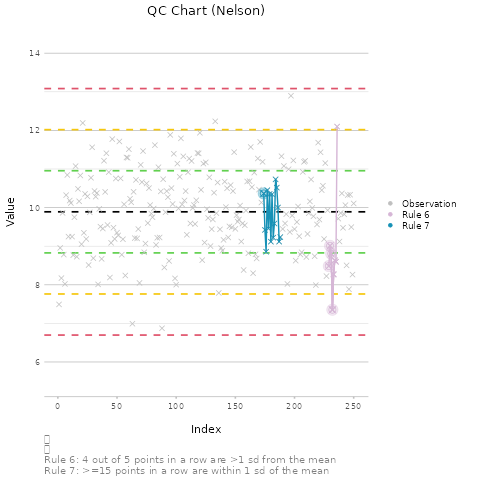 QC Chart (Nelson)
14
12
10
8
6
Value
0
50
100
150
200
250
Index
Observation
Rule 6
Rule 7
Rule 6: 4 out of 5 points in a row are >1 sd from the mean
Rule 7: >=15 points in a row are within 1 sd of the mean